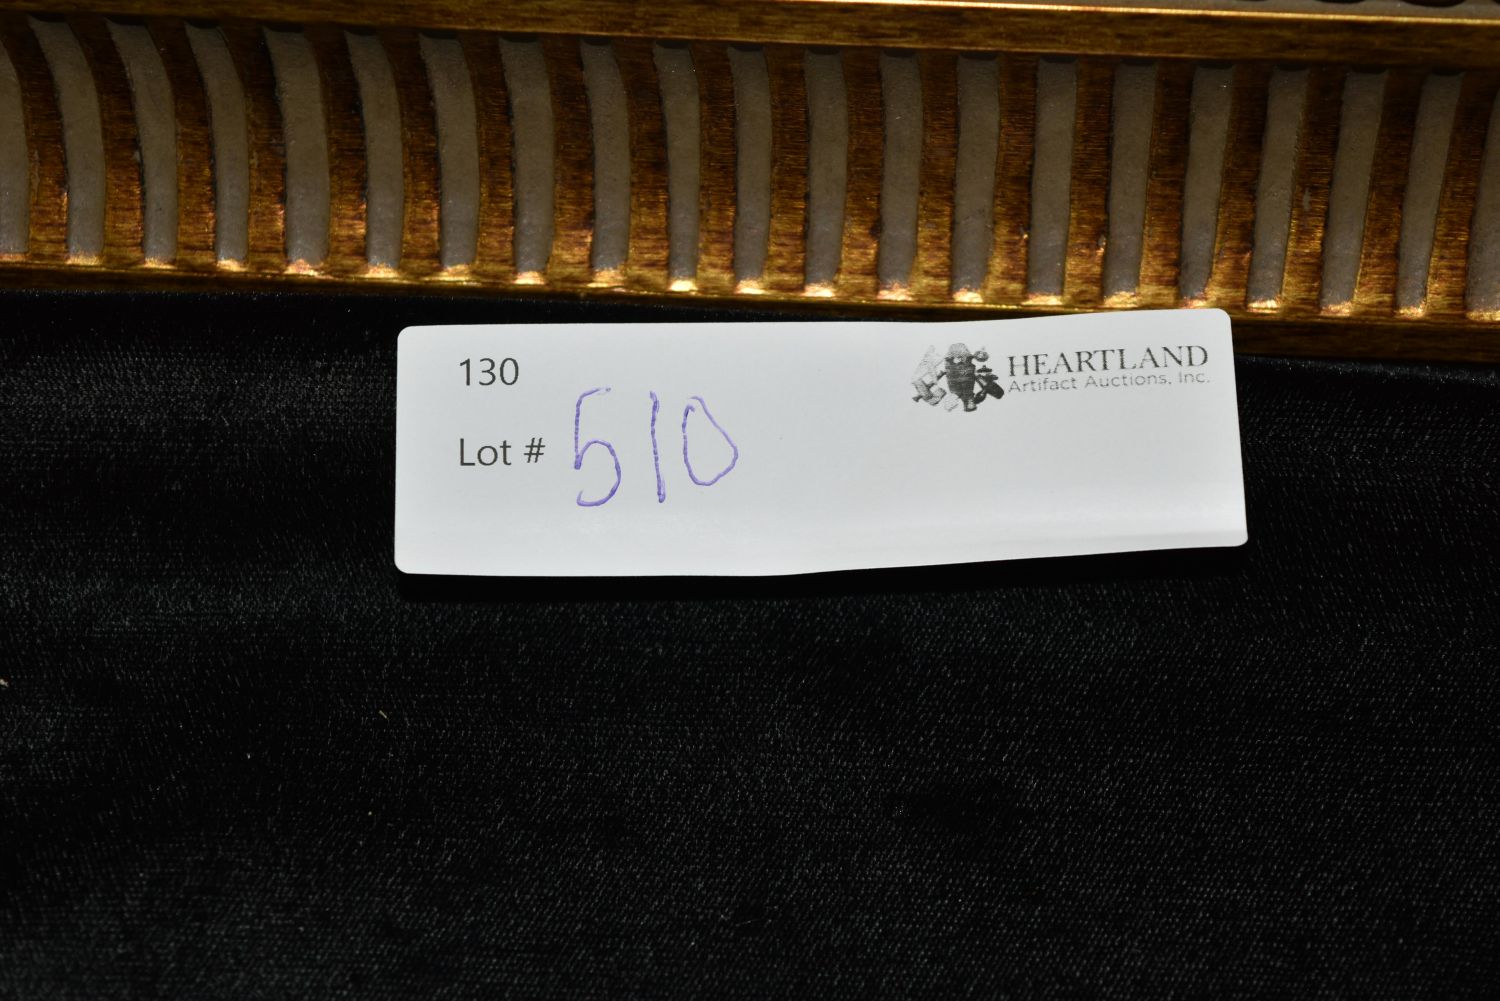 130
Lot # 510
HEARTLAND
Artifact Auctions, Inc.